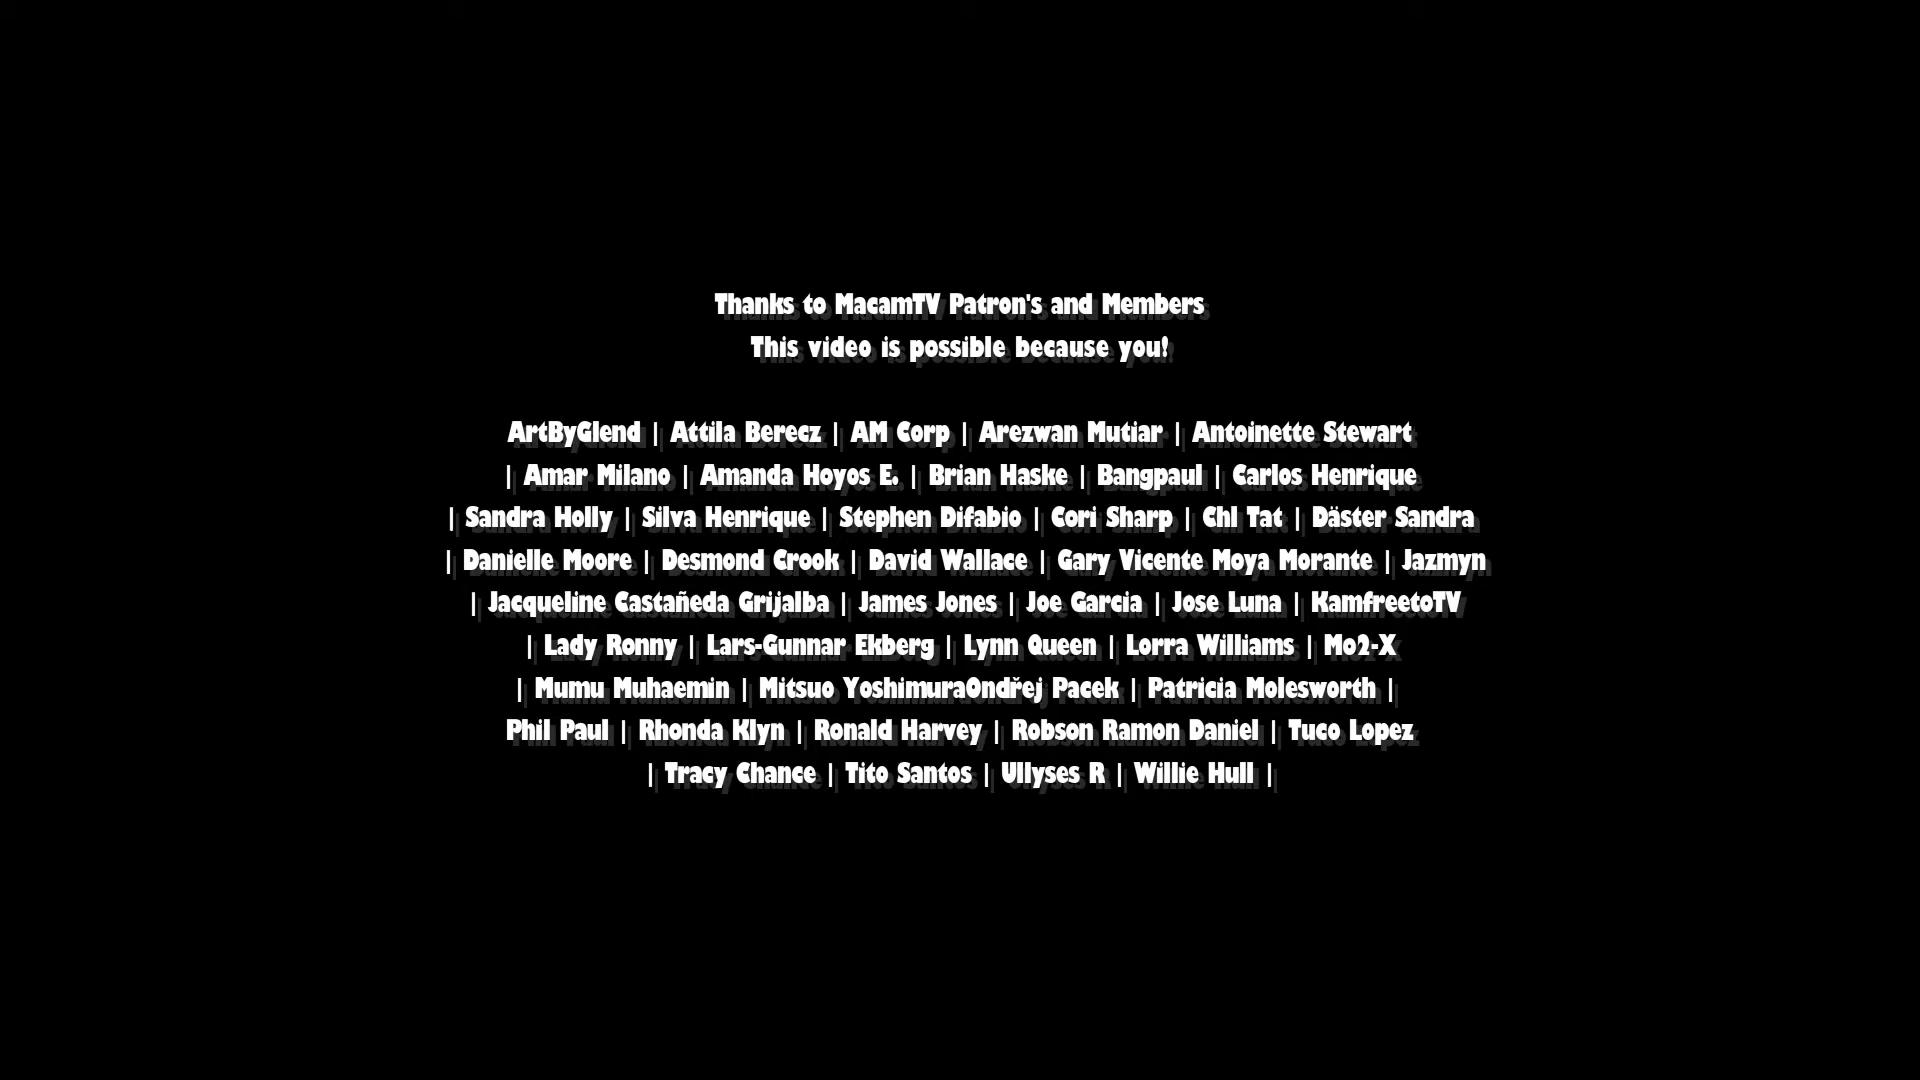 Thanks to MacamTV Patron's and Members
This video is possible because you!
ArtByGlend | Attila Berecz | AM Corp | Arezwan Mutiar | Antoinette Stewart
| Amar Milano | Amanda Hoyos E. | Brian Haske | Bangpaul | Carlos Henrique
| Sandra Holly | Silva Henrique | Stephen Difabio | Cori Sharp | Chl Tat | Däster Sandra
| Danielle Moore | Desmond Crook | David Wallace | Gary Vicente Moya Morante | Jazmyn
| Jacqueline Castañeda Grijalba | James Jones | Joe Garcia | Jose Luna | KamfreetoTV
| Lady Ronny | Lars-Gunnar Ekberg | Lynn Queen | Lorra Williams | Mo2-X
| Mumu Muhaemin | Mitsuo YoshimuraOndřej Pacek | Patricia Molesworth |
Phil Paul | Rhonda Klyn | Ronald Harvey | Robson Ramon Daniel | Tuco Lopez
| Tracy Chance | Tito Santos | Ullyses R | Willie Hull |